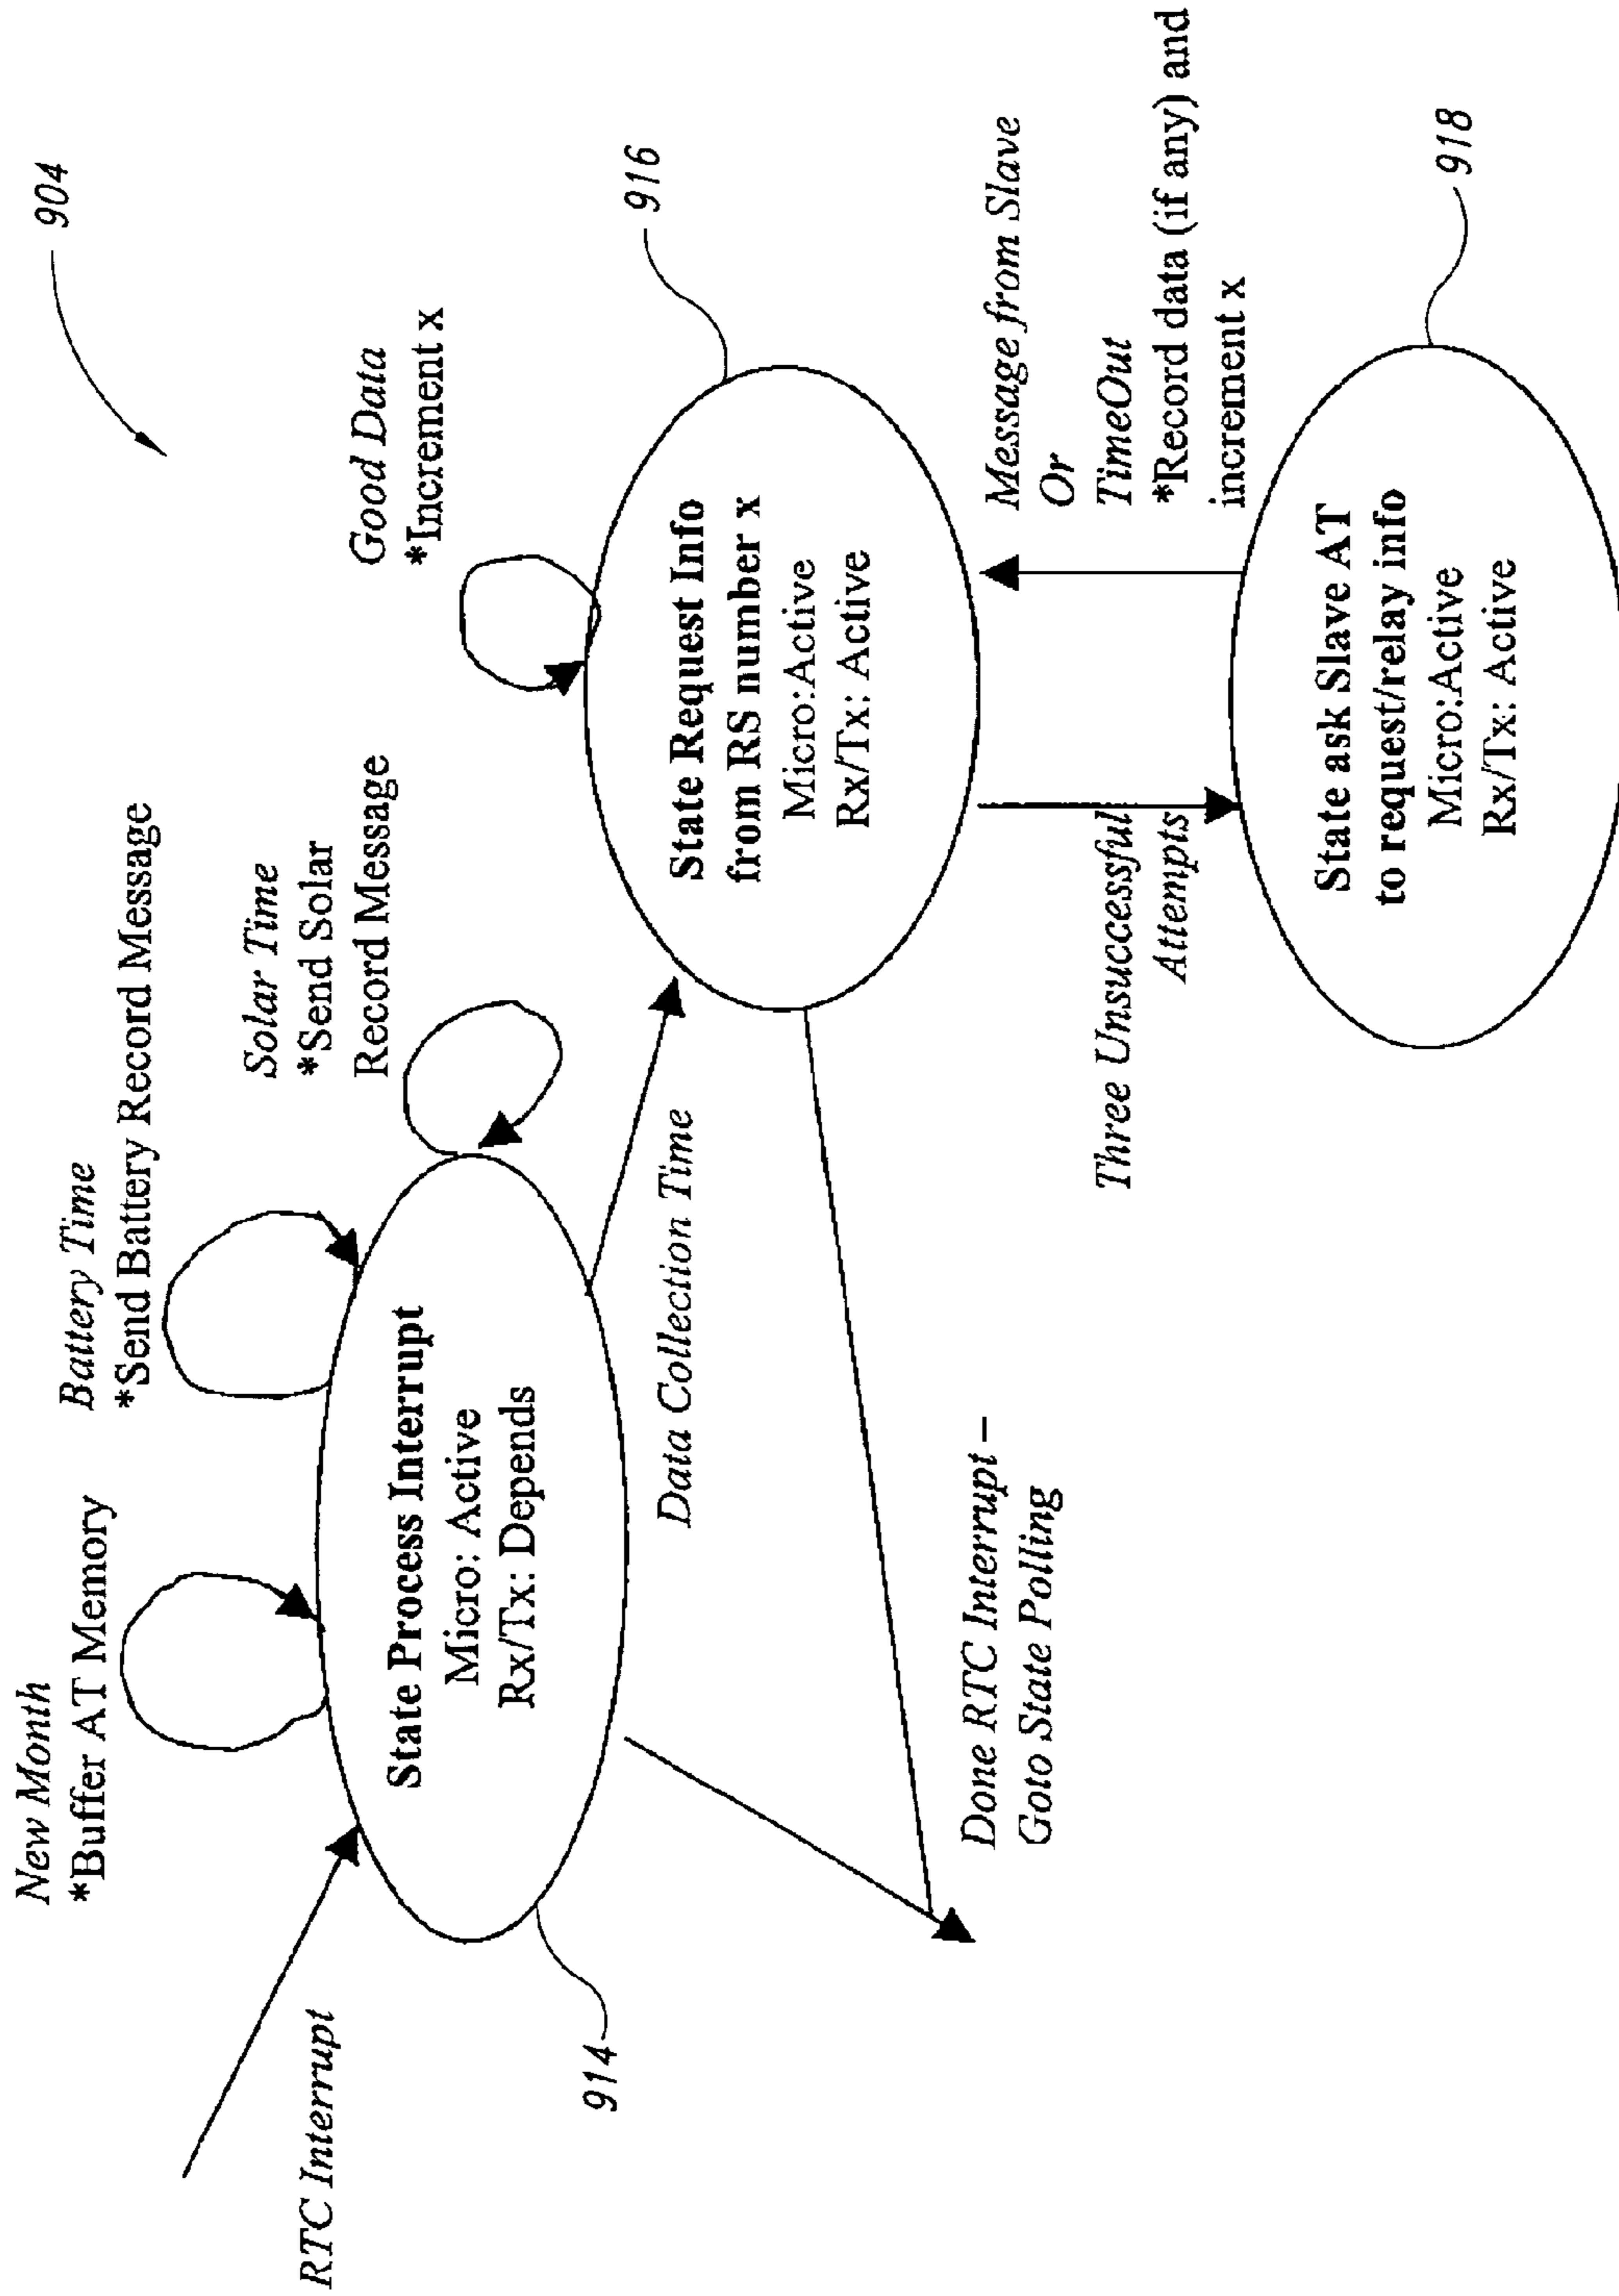 904
New Month
*Buffer AT Memory
Battery Time
*Send Battery Record Message
Solar Time
*Send Solar
Record Message
Good Data
*Increment x
RTC Interrupt
State Process Interrupt
Micro: Active
Rx/Tx: Depends
914
Data Collection Time
916
State Request Info
from RS number x
Micro:Active
Rx/Tx: Active
Done RTC Interrupt –
Goto State Polling
Three Unsuccessful
Attempts
Message from Slave
Or
TimeOut
*Record data (if any) and
increment x
State ask Slave AT
to request/relay info
Micro:Active
Rx/Tx: Active
918